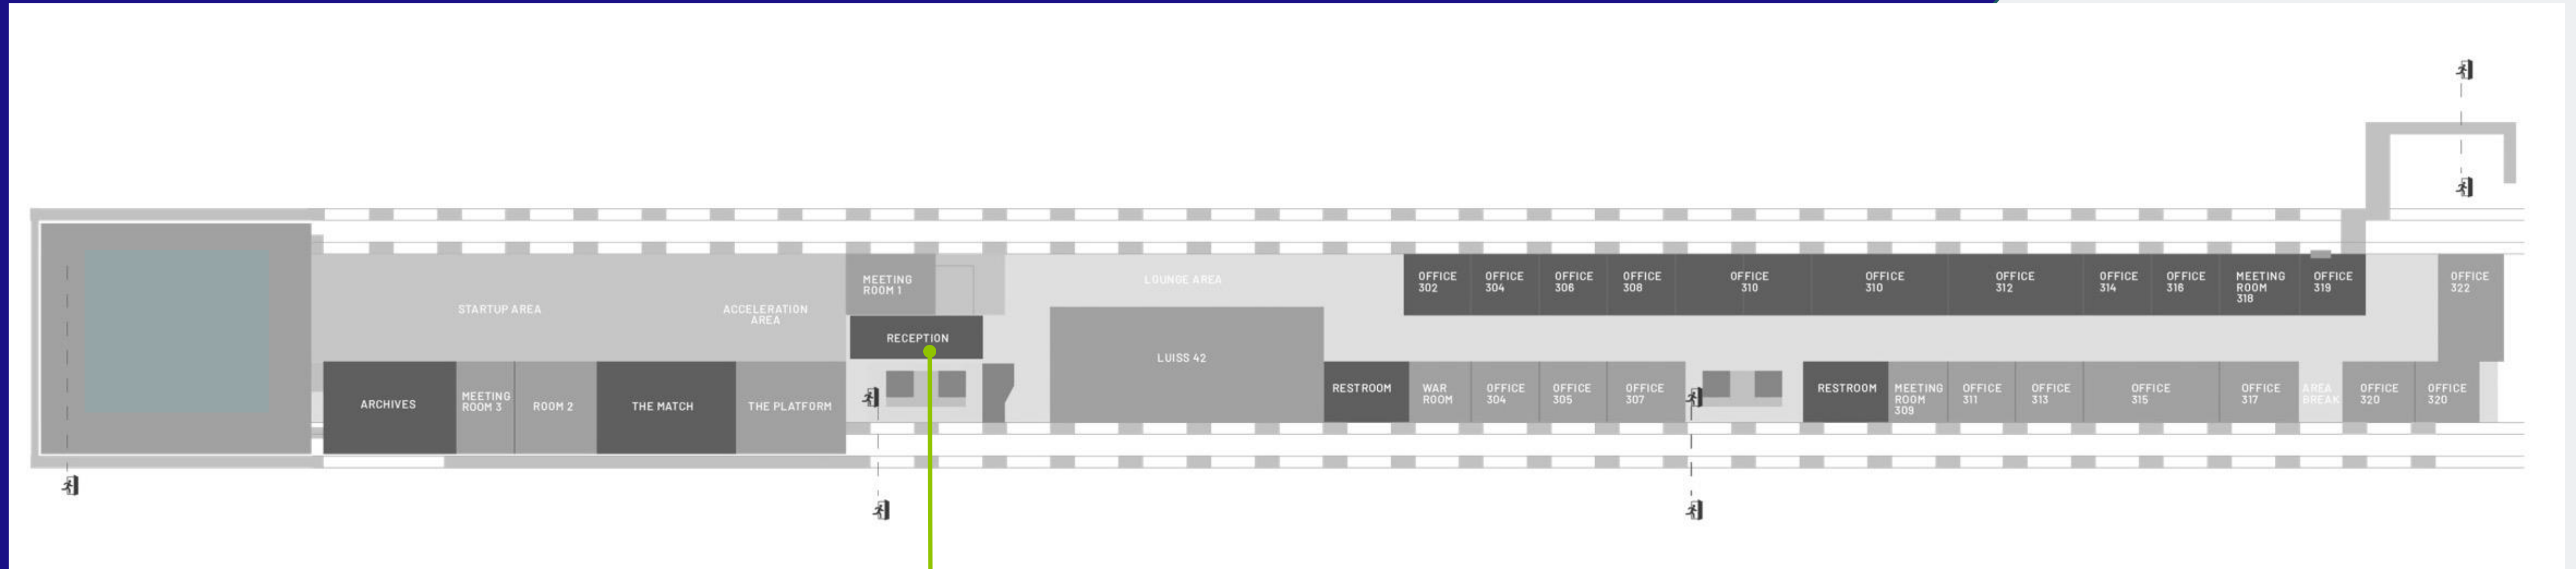 MEETING
ROOM 1
LOUNGE AREA
OFFICE
302
OFFICE
304
OFFICE
306
OFFICE
308
OFFICE
310
OFFICE
310
OFFICE
312
OFFICE
314
OFFICE
316
MEETING
ROOM
318
OFFICE
319
OFFICE
322
STARTUP AREA
ACCELERATION
AREA
RECEPTION
LUISS 42
ARCHIVES
MEETING
ROOM 3
ROOM 2
THE MATCH
THE PLATFORM
RESTROOM
WAR
ROOM
OFFICE
304
OFFICE
305
OFFICE
307
RESTROOM
MEETING
ROOM
309
OFFICE
311
OFFICE
313
OFFICE
315
OFFICE
317
AREA
BREAK
OFFICE
320
OFFICE
320